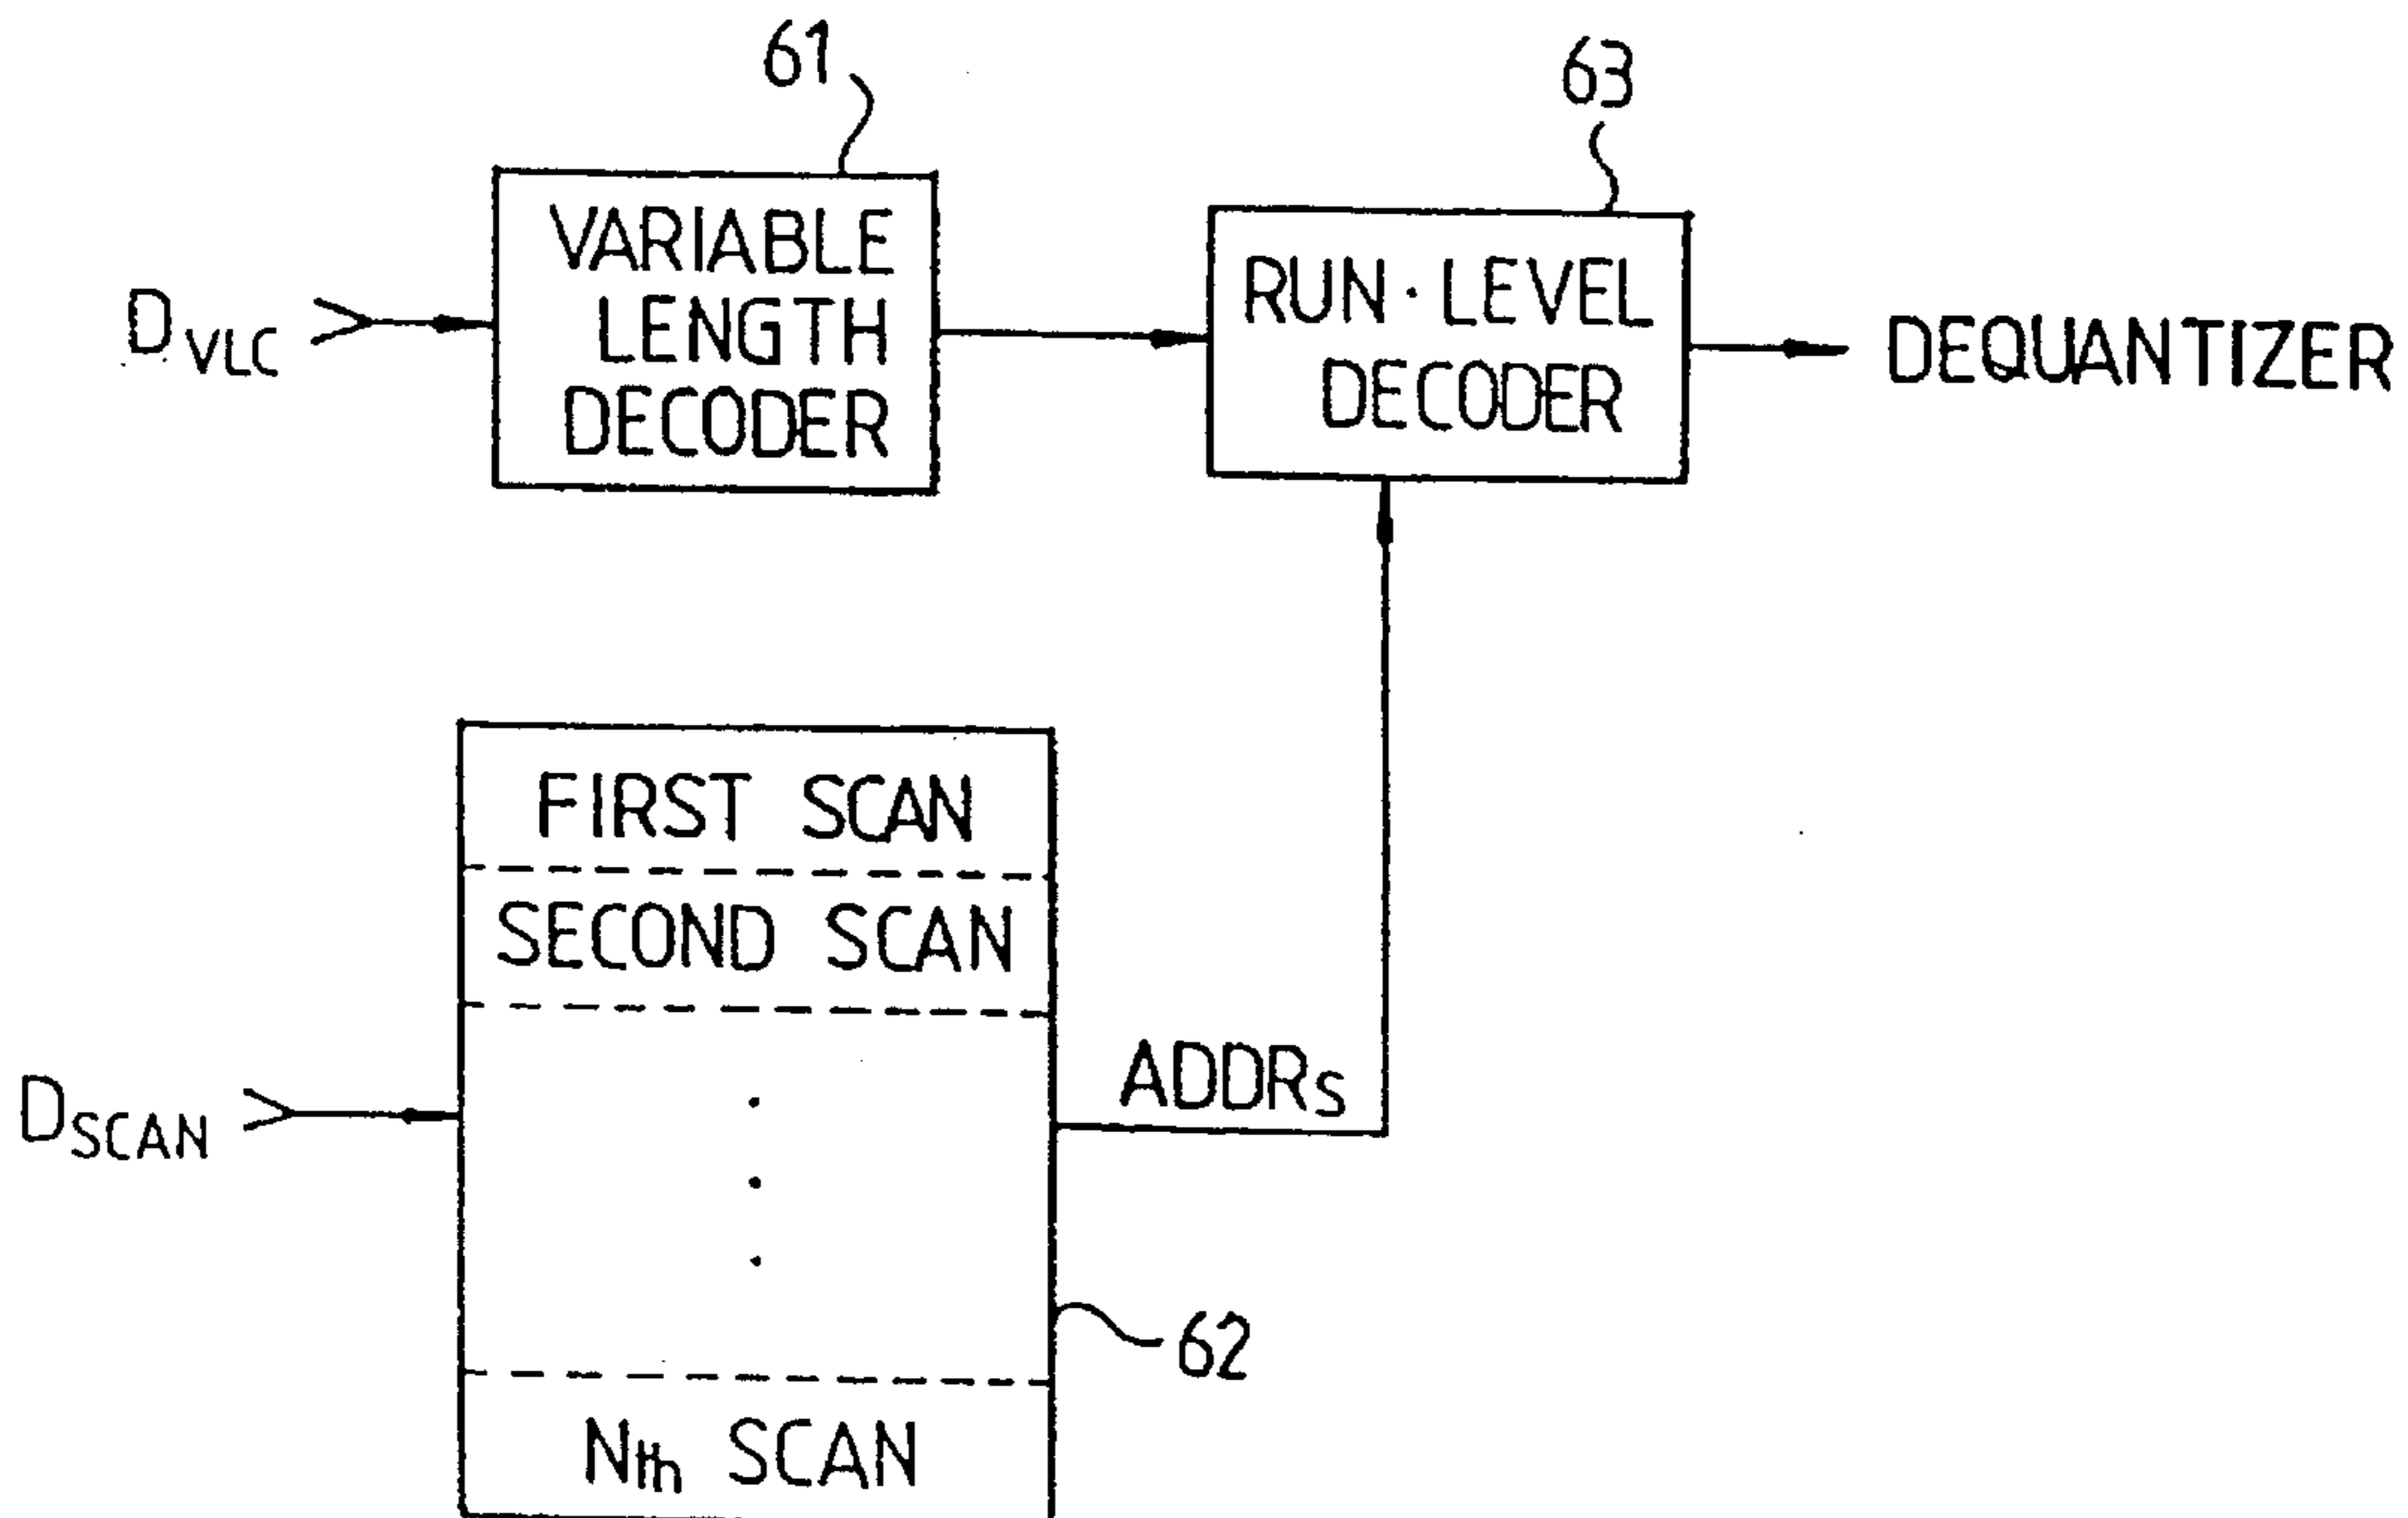 61
63
VARIABLE
LENGTH
DECODER
RUN·LEVEL
DECODER
DVLC
DEQUANTIZER
FIRST SCAN
SECOND SCAN
ADDRS
DSCAN
62
Nth SCAN